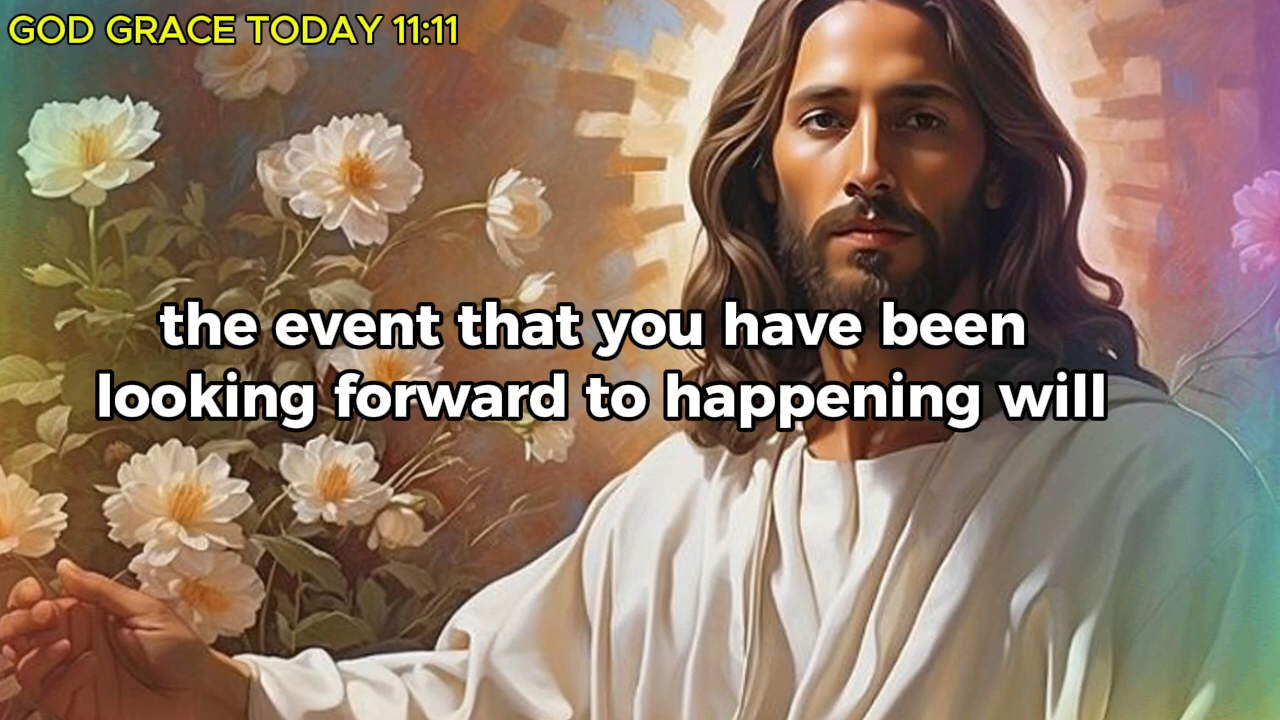 GOD GRACE TODAY 11:11
the event that you have been
looking forward to happening will